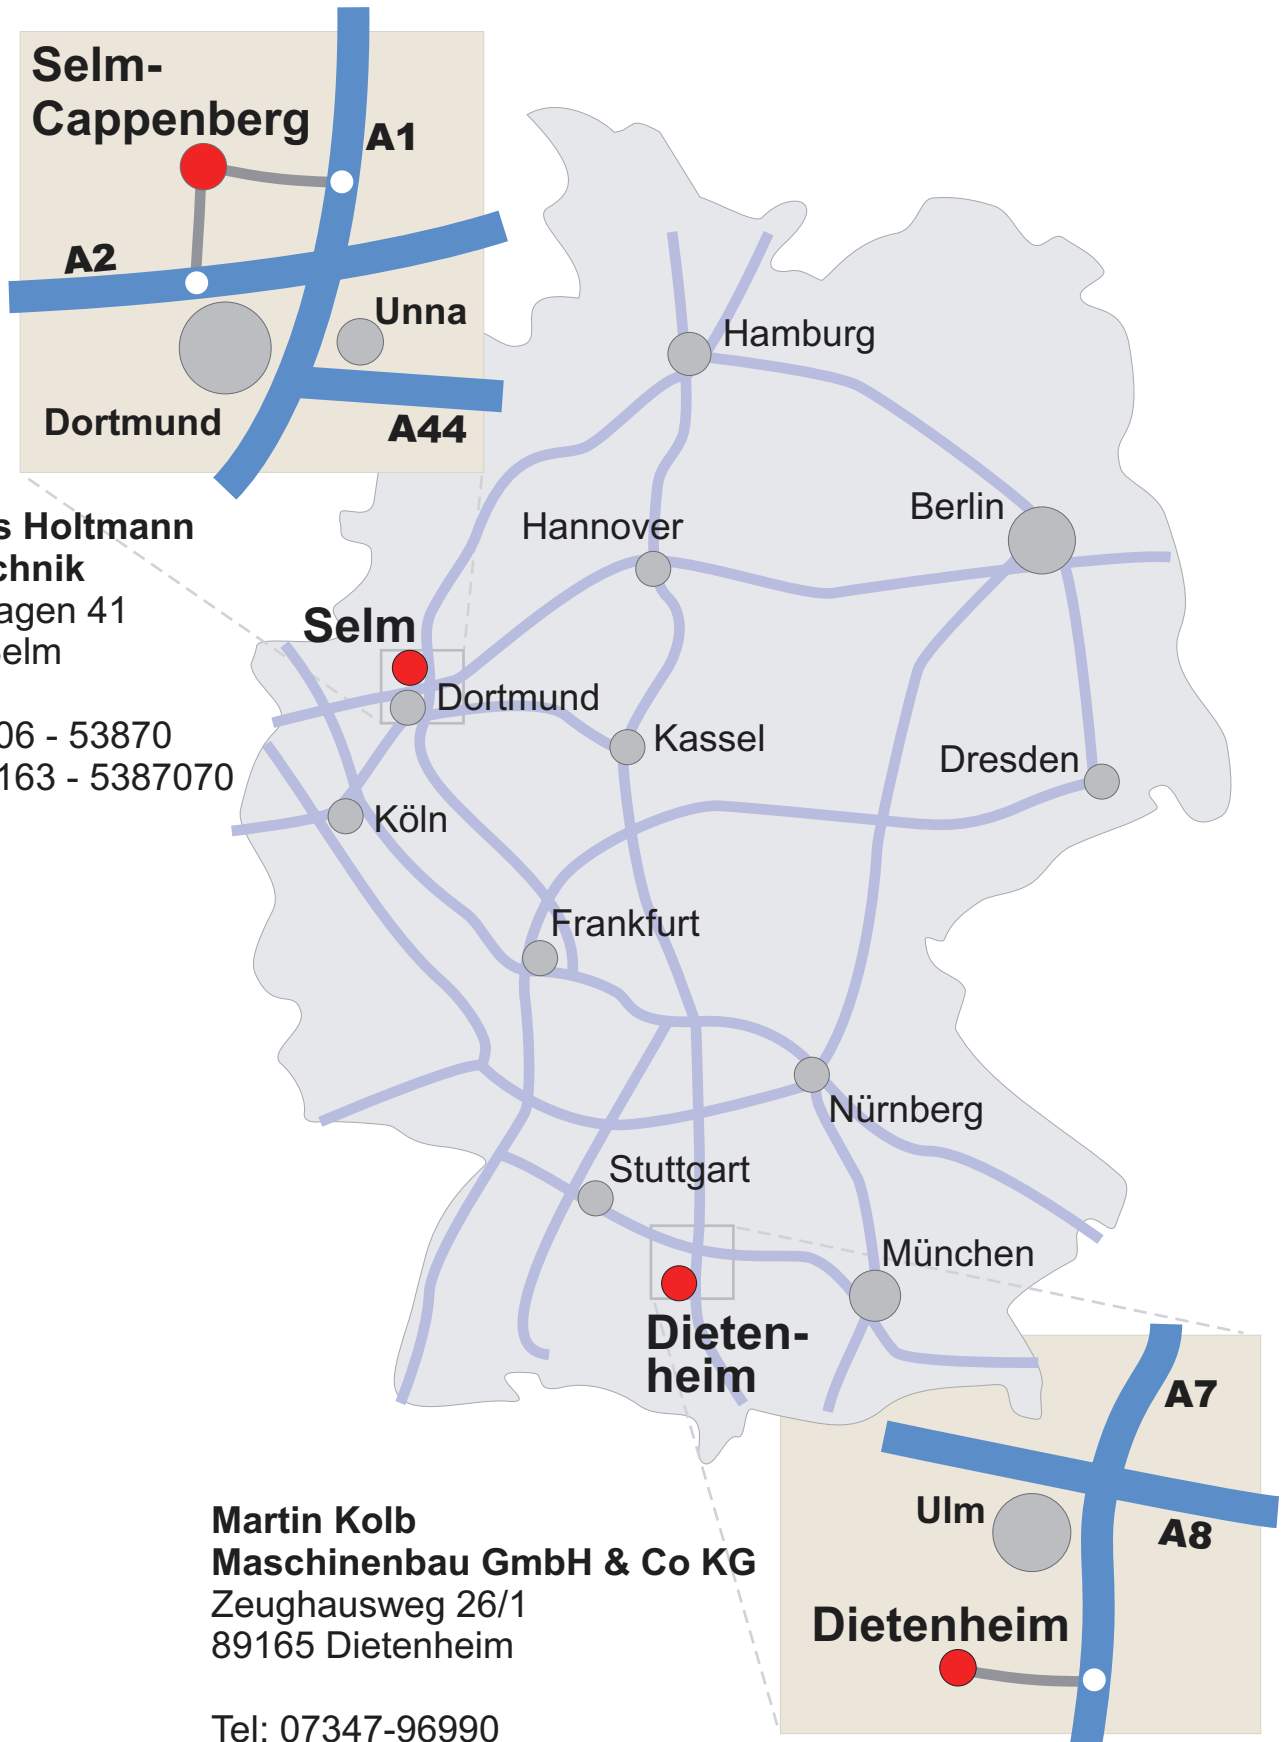 Selm-
Cappenberg
A1
A2
Unna
Dortmund
A44
Hamburg
Berlin
Hannover
s Holtmann
chnik
agen 41
Selm
06 - 53870
163 - 5387070
Selm
Dortmund
Kassel
Dresden
Köln
Frankfurt
Nürnberg
Stuttgart
München
Dieten-
heim
A7
Ulm
A8
Dietenheim
Martin Kolb
Maschinenbau GmbH & Co KG
Zeughausweg 26/1
89165 Dietenheim
Tel: 07347-96990